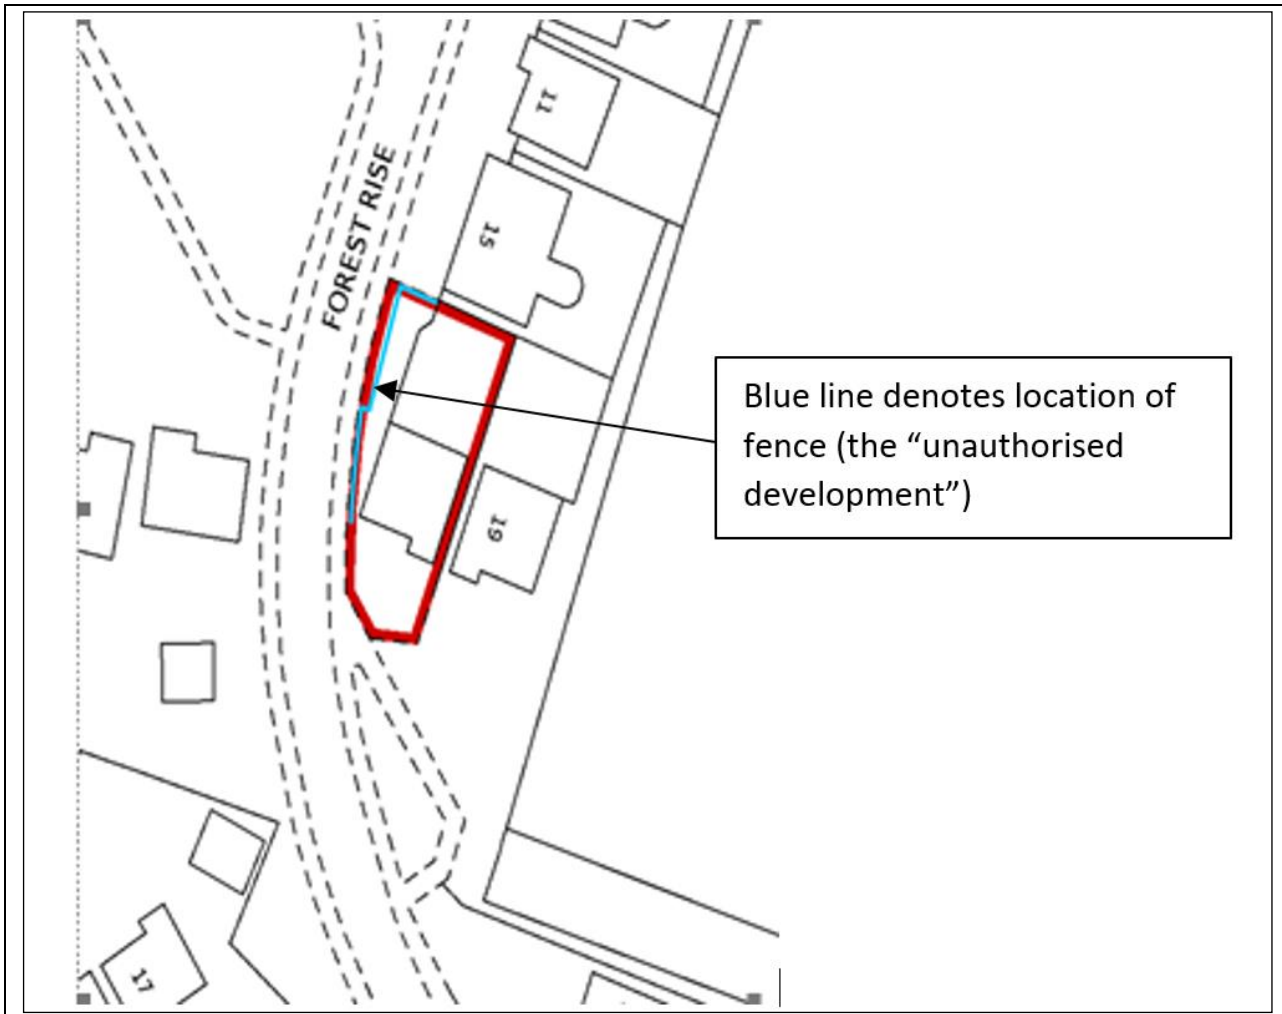 11
15
FOREST RISE
Blue line denotes location of
fence (the “unauthorised
development”)
19
17